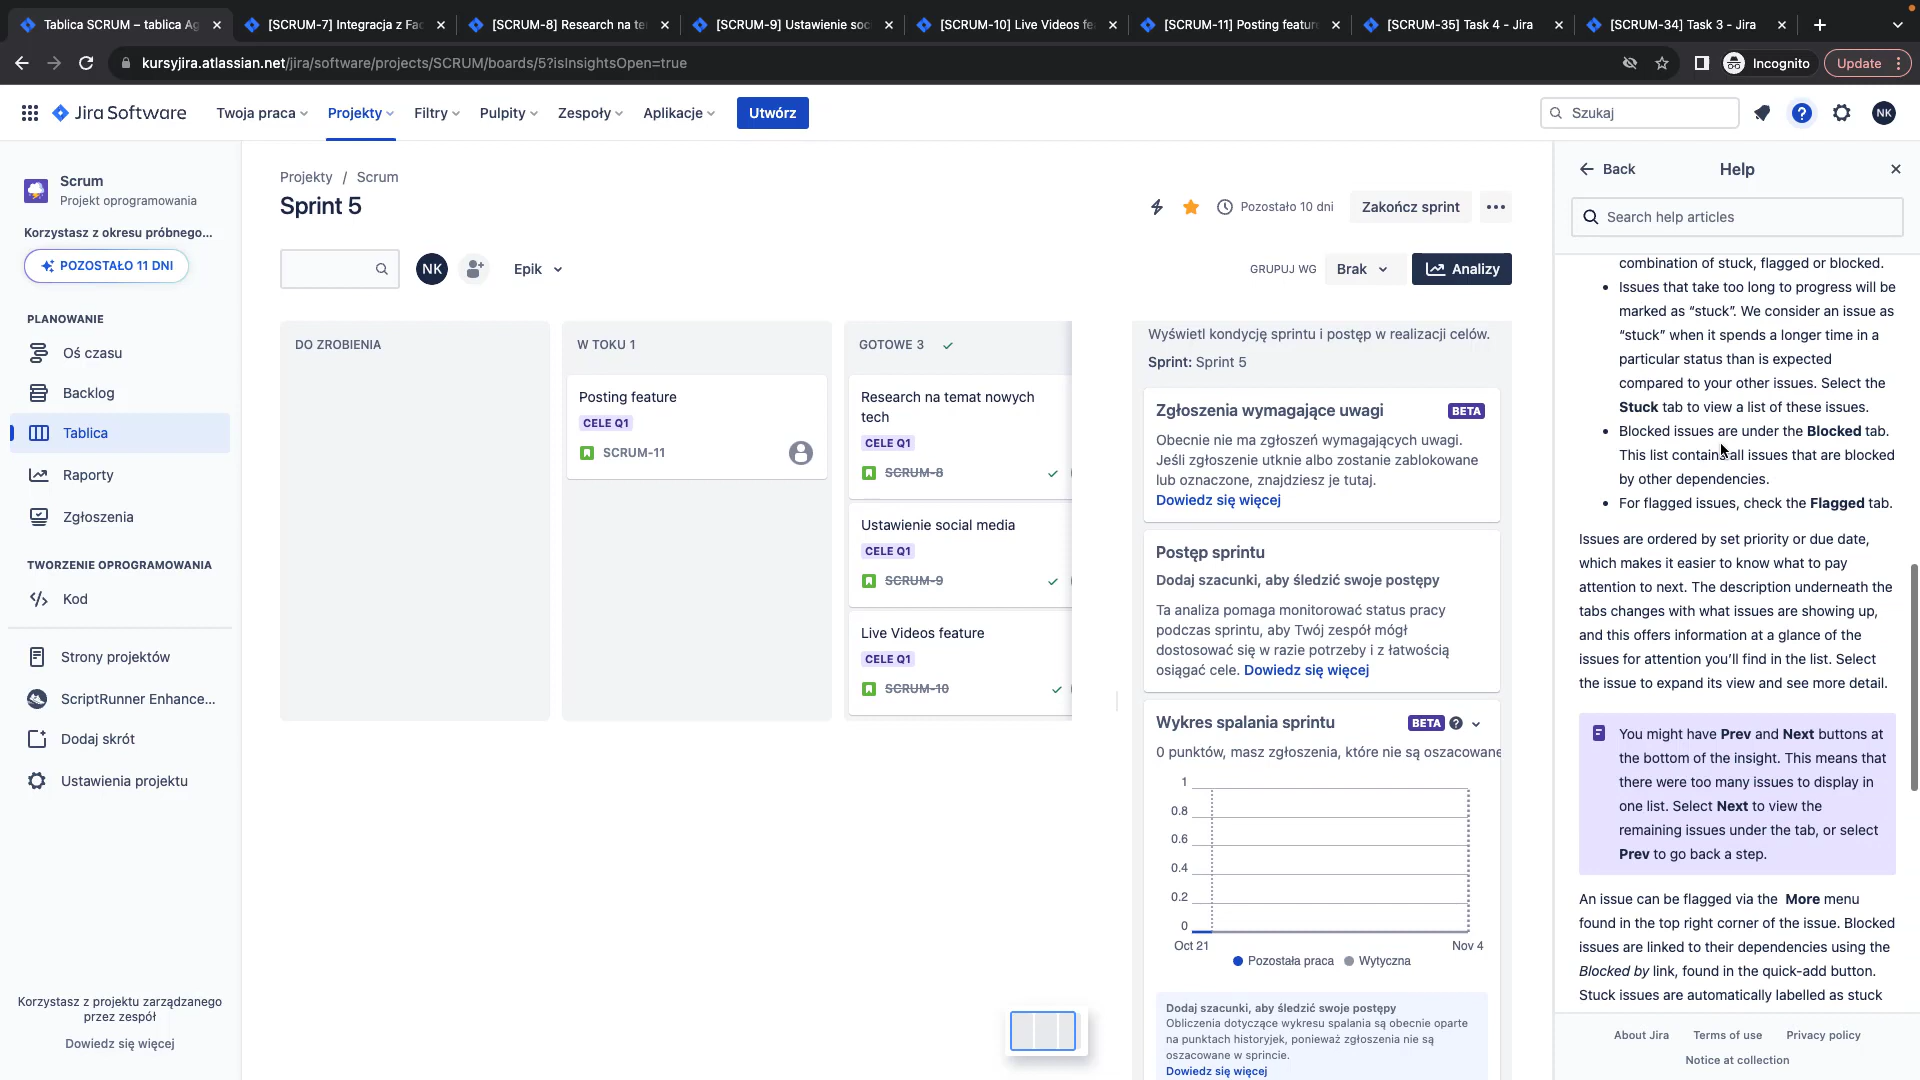 Tablica SCRUM – tablica Ag
[SCRUM-7] Integracja z Fac
[SCRUM-8] Research na te
[SCRUM-9] Ustawienie soc
[SCRUM-10] Live Videos fe
[SCRUM-11] Posting feature
[SCRUM-35] Task 4 - Jira
[SCRUM-34] Task 3 - Jira
kursyjira.atlassian.net/jira/software/projects/SCRUM/boards/5?isInsightsOpen=true
Incognito
Update
Jira Software
Twoja praca
Projekty
Filtry
Pulpity
Zespoły
Aplikacje
Utwórz
Szukaj
NK
Scrum
Projekt oprogramowania
Korzystasz z okresu próbnego...
POZOSTAŁO 11 DNI
PLANOWANIE
Oś czasu
Backlog
Tablica
Raporty
Zgłoszenia
TWORZENIE OPROGRAMOWANIA
Kod
Strony projektów
ScriptRunner Enhance...
Dodaj skrót
Ustawienia projektu
Korzystasz z projektu zarządzanego
przez zespół
Dowiedz się więcej
Projekty / Scrum
Sprint 5
Pozostało 10 dni
Zakończ sprint
NK
Epik
GRUPUJ WG
Brak
Analizy
DO ZROBIENIA
W TOKU 1
Posting feature
CELE Q1
SCRUM-11
GOTOWE 3
Research na temat nowych
tech
CELE Q1
SCRUM-8
Ustawienie social media
CELE Q1
SCRUM-9
Live Videos feature
CELE Q1
SCRUM-10
Wyświetl kondycję sprintu i postęp w realizacji celów.
Sprint: Sprint 5
Zgłoszenia wymagające uwagi
BETA
Obecnie nie ma zgłoszeń wymagających uwagi.
Jeśli zgłoszenie utknie albo zostanie zablokowane
lub oznaczone, znajdziesz je tutaj.
Dowiedz się więcej
Postęp sprintu
Dodaj szacunki, aby śledzić swoje postępy
Ta analiza pomaga monitorować status pracy
podczas sprintu, aby Twój zespół mógł
dostosować się w razie potrzeby i z łatwością
osiągać cele. Dowiedz się więcej
Wykres spalania sprintu
BETA
0 punktów, masz zgłoszenia, które nie są oszacowane
1
0.8
0.6
0.4
0.2
0
Oct 21
Nov 4
Pozostała praca
Wytyczna
Dodaj szacunki, aby śledzić swoje postępy
Obliczenia dotyczące wykresu spalania są obecnie oparte
na punktach historyjek, ponieważ zgłoszenia nie są
oszacowane w sprincie.
Dowiedz się więcej
Back
Help
Search help articles
combination of stuck, flagged or blocked.
• Issues that take too long to progress will be
marked as “stuck”. We consider an issue as
“stuck” when it spends a longer time in a
particular status than is expected
compared to your other issues. Select the
Stuck tab to view a list of these issues.
• Blocked issues are under the Blocked tab.
This list contains all issues that are blocked
by other dependencies.
• For flagged issues, check the Flagged tab.
Issues are ordered by set priority or due date,
which makes it easier to know what to pay
attention to next. The description underneath the
tabs changes with what issues are showing up,
and this offers information at a glance of the
issues for attention you’ll find in the list. Select
the issue to expand its view and see more detail.
You might have Prev and Next buttons at
the bottom of the insight. This means that
there were too many issues to display in
one list. Select Next to view the
remaining issues under the tab, or select
Prev to go back a step.
An issue can be flagged via the More menu
found in the top right corner of the issue. Blocked
issues are linked to their dependencies using the
Blocked by link, found in the quick-add button.
Stuck issues are automatically labelled as stuck
About Jira
Terms of use
Privacy policy
Notice at collection